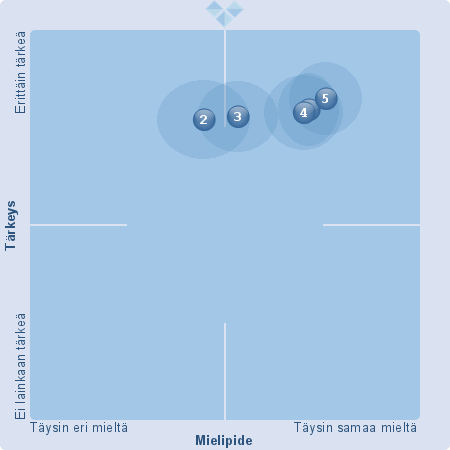 Erittäin tärkeä
Tärkeys
Ei lainkaan tärkeä
2
3
4
5
Täysin eri mieltä
Täysin samaa mieltä
Mielipide